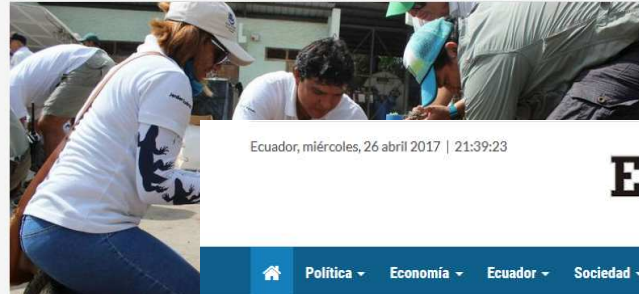 Ecuador, miércoles, 26 abril 2017 | 21:39:23
E
Política Economía Ecuador Sociedad